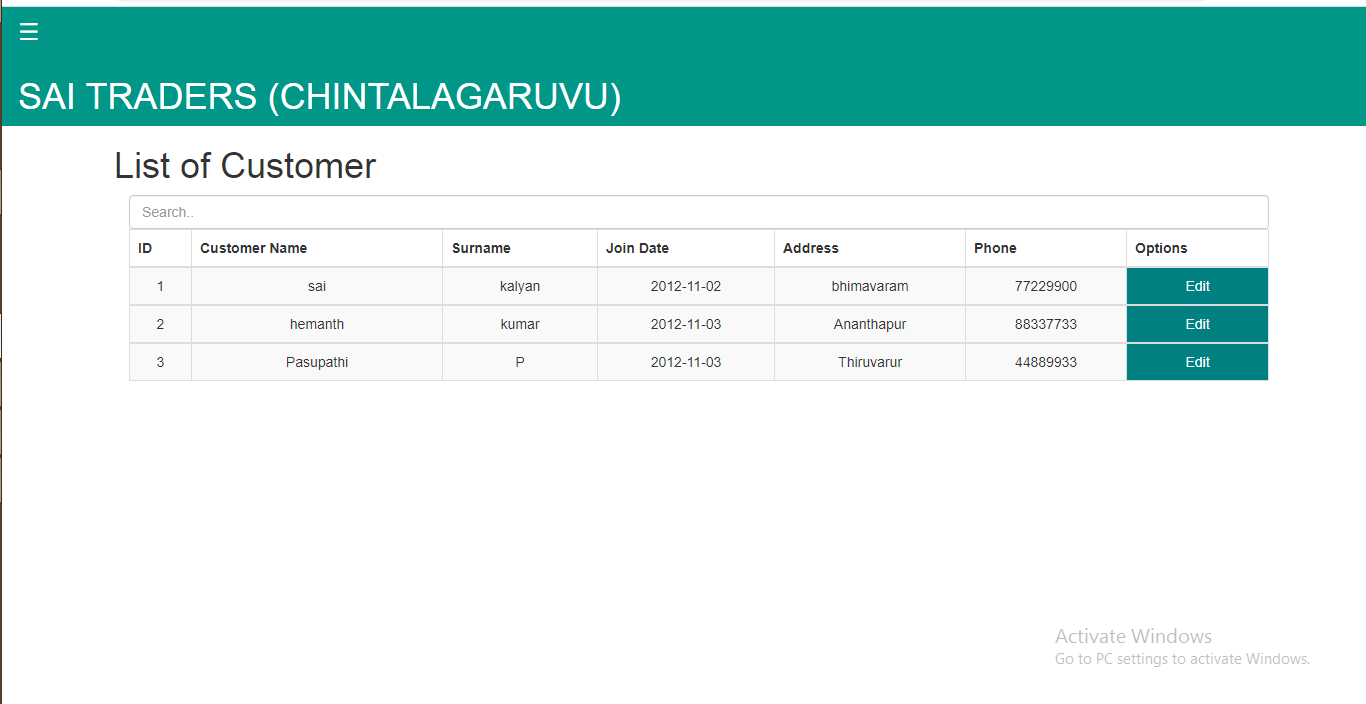 ☰
SAI TRADERS (CHINTALAGARUVU)
List of Customer
Search..
ID Customer Name Surname Join Date Address Phone Options
1 sai kalyan 2012-11-02 bhimavaram 77229900 Edit
2 hemanth kumar 2012-11-03 Ananthapur 88337733 Edit
3 Pasupathi P 2012-11-03 Thiruvarur 44889933 Edit
Activate Windows
Go to PC settings to activate Windows.